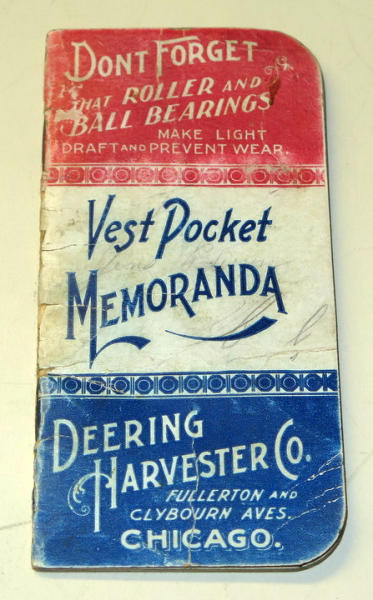 DONT FORGET
THAT ROLLER AND
BALL BEARINGS
MAKE LIGHT
DRAFT AND PREVENT WEAR.
Vest Pocket
MEMORANDA
DEERING
HARVESTER CO.
FULLERTON AND
CLYBOURN AVES.
CHICAGO.